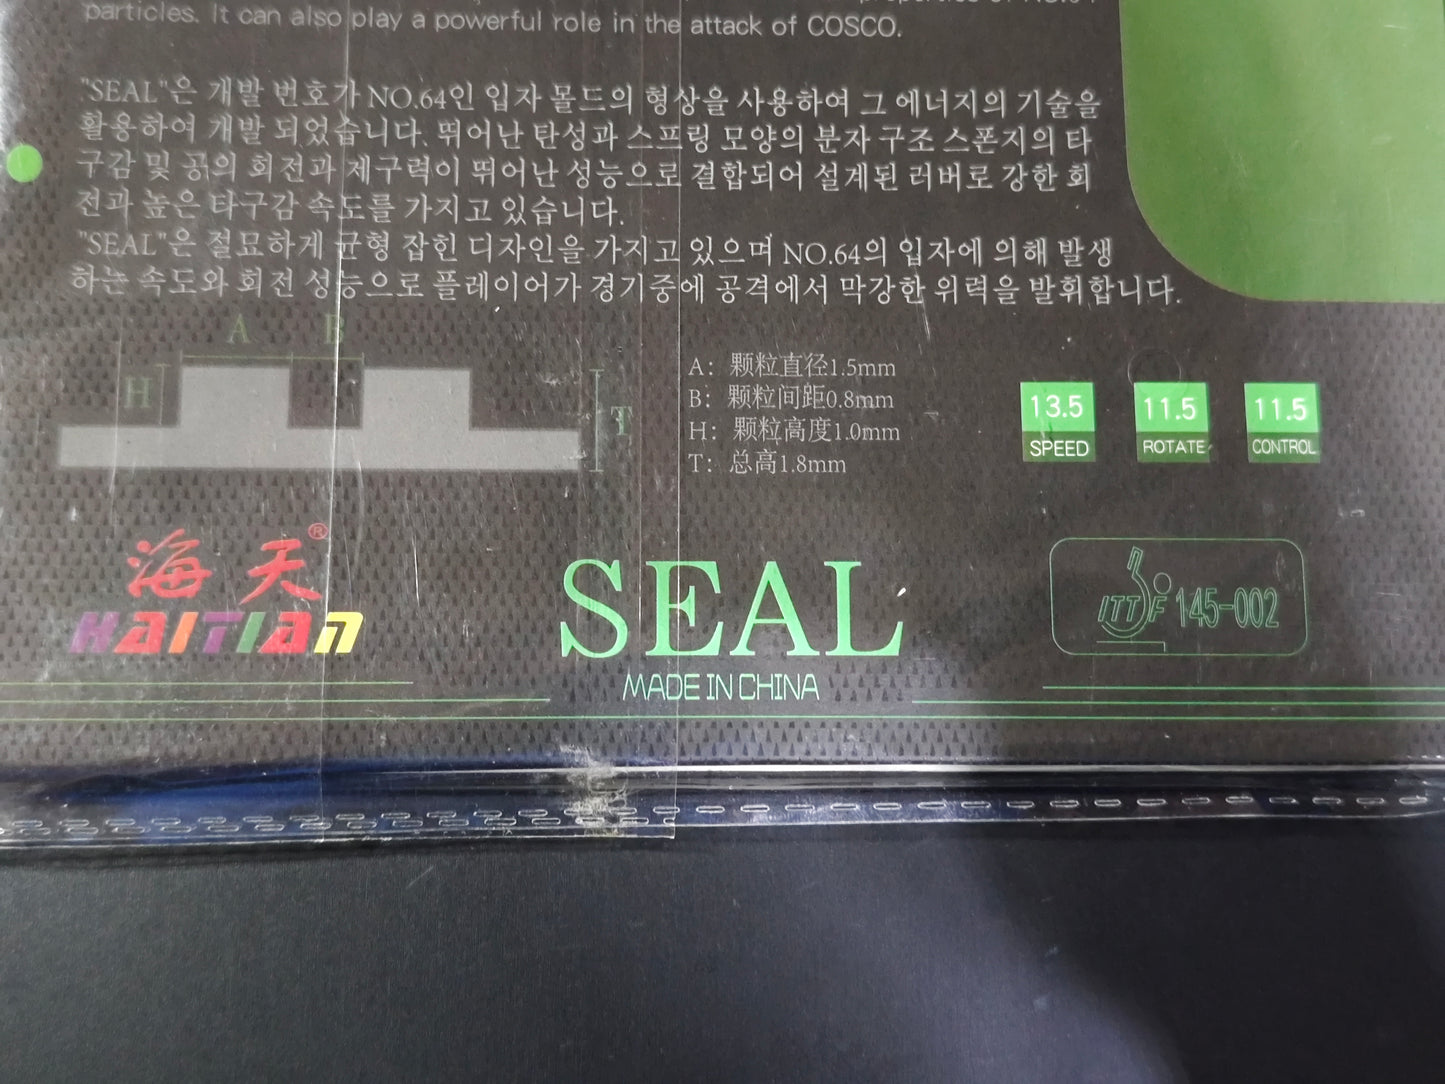 properties of NO.64
particles. It can also play a powerful role in the attack of COSCO.
"SEAL"은 개발 번호가 NO.64인 입자 몰드의 형상을 사용하여 그 에너지의 기술을
활용하여 개발 되었습니다. 뛰어난 탄성과 스프링 모양의 분자 구조 스폰지의 타
구감 및 공의 회전과 제구력이 뛰어난 성능으로 결합되어 설계된 러버로 강한 회
전과 높은 타구감 속도를 가지고 있습니다.
"SEAL"은 절묘하게 균형 잡힌 디자인을 가지고 있으며 NO.64의 입자에 의해 발생
하는 속도와 회전 성능으로 플레이어가 경기중에 공격에서 막강한 위력을 발휘합니다.
A B
H
T
A：颗粒直径1.5mm
B：颗粒间距0.8mm
H：颗粒高度1.0mm
T：总高1.8mm
13.5 11.5 11.5
SPEED ROTATE CONTROL
海天®
HAITIAN
SEAL
MADE IN CHINA
ITTF 145-002